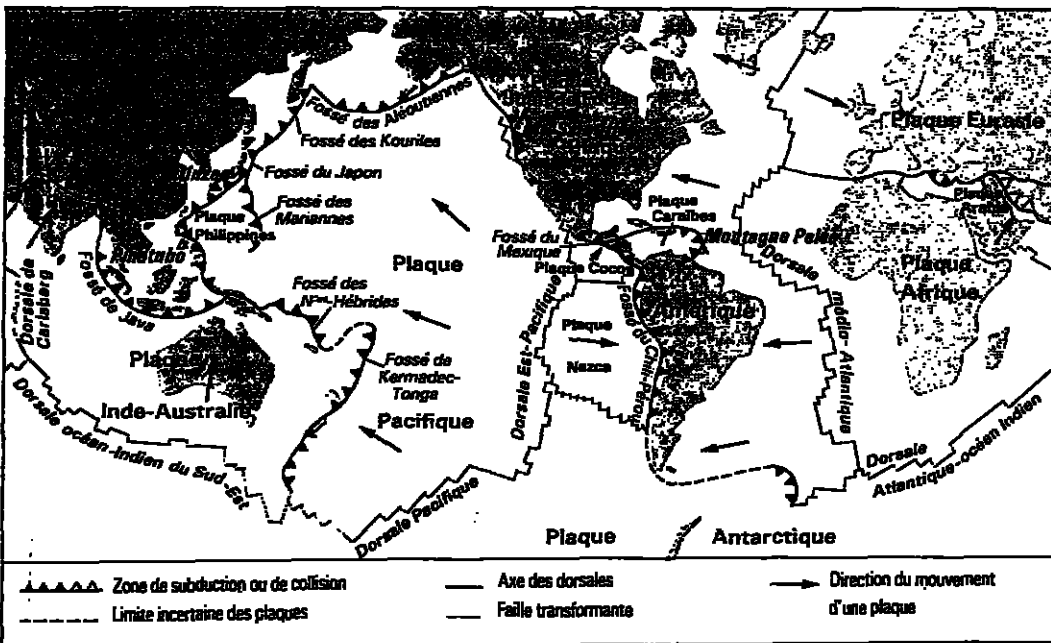 Fossé des Aléoutiennes
Fossé des Kouriles
Fossé du Japon
Fossé des
Mariannes
Plaque
Philippines
Pinatubo
Fossé de Java
Dorsale de
Carlsberg
Fossé des
Nles-Hébrides
Plaque
Inde-Australie
Fossé de
Kermadec-
Tonga
Plaque
Pacifique
Dorsale océan-Indien du Sud-Est
Dorsale Pacifique
Dorsale Est-Pacifique
Fossé du
Mexique
Plaque Cocos
Plaque
Caraïbes
Montagne Pelée
Plaque
Nazca
Fossé du Chili-Pérou
Amérique
Dorsale
médio-Atlantique
Plaque Eurasie
Plaque
Arabie
Plaque
Afrique
Dorsale
Atlantique-océan Indien
Plaque
Antarctique
Zone de subduction ou de collision
Limite incertaine des plaques
Axe des dorsales
Faille transformante
Direction du mouvement
d'une plaque